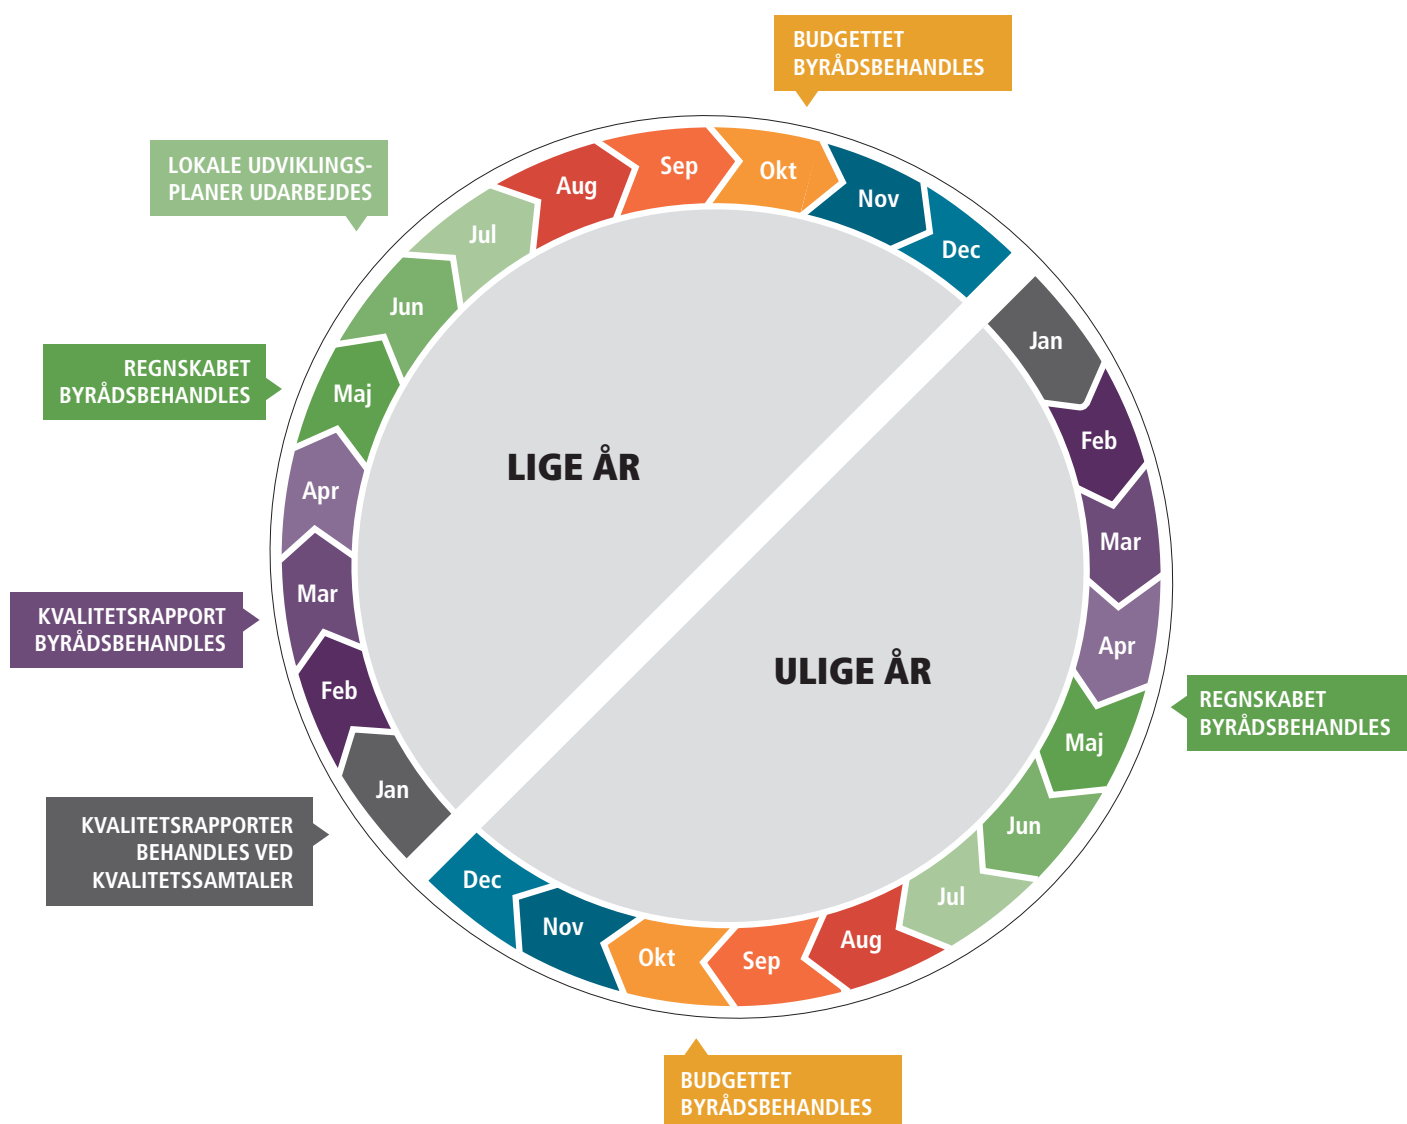 BUDGETTET
BYRÅDSBEHANDLES
LOKALE UDVIKLINGS-
PLANER UDARBEJDES
REGNSKABET
BYRÅDSBEHANDLES
KVALITETSRAPPORT
BYRÅDSBEHANDLES
KVALITETSRAPPORTER
BEHANDLES VED
KVALITETSSAMTALER
LIGE ÅR
Jan
Feb
Mar
Apr
Maj
Jun
Jul
Aug
Sep
Okt
Nov
Dec
ULIGE ÅR
Jan
Feb
Mar
Apr
Maj
Jun
Jul
Aug
Sep
Okt
Nov
Dec
REGNSKABET
BYRÅDSBEHANDLES
BUDGETTET
BYRÅDSBEHANDLES